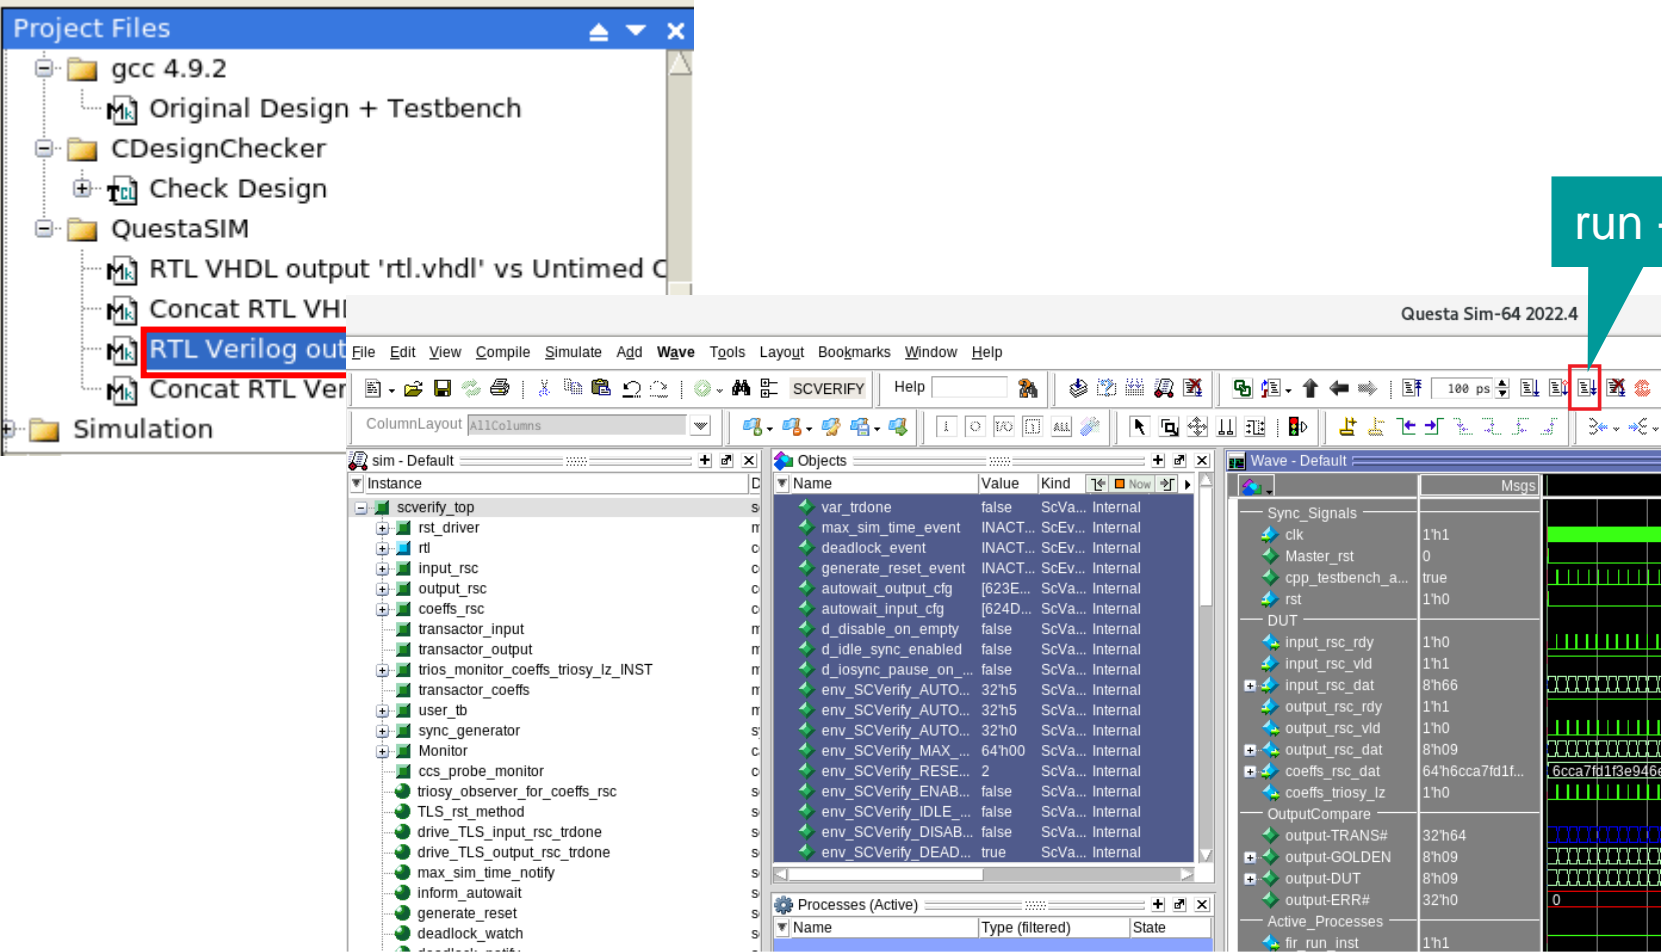 Project Files
gcc 4.9.2
Original Design + Testbench
CDesignChecker
Check Design
QuestaSIM
RTL VHDL output 'rtl.vhdl' vs Untimed C
Concat RTL VH
RTL Verilog out
Concat RTL Ver
Simulation
run -
Questa Sim-64 2022.4
File Edit View Compile Simulate Add Wave Tools Layout Bookmarks Window Help
SCVERIFY Help 100 ps
ColumnLayout AllColumns
sim - Default
Instance
scverify_top
rst_driver
rtl
input_rsc
output_rsc
coeffs_rsc
transactor_input
transactor_output
trios_monitor_coeffs_triosy_lz_INST
transactor_coeffs
user_tb
sync_generator
Monitor
ccs_probe_monitor
triosy_observer_for_coeffs_rsc
TLS_rst_method
drive_TLS_input_rsc_trdone
drive_TLS_output_rsc_trdone
max_sim_time_notify
inform_autowait
generate_reset
deadlock_watch
Objects
Name Value Kind Now
var_trdone false ScVa... Internal
max_sim_time_event INACT... ScEv... Internal
deadlock_event INACT... ScEv... Internal
generate_reset_event INACT... ScEv... Internal
autowait_output_cfg [623E... ScVa... Internal
autowait_input_cfg [624D... ScVa... Internal
d_disable_on_empty false ScVa... Internal
d_idle_sync_enabled false ScVa... Internal
d_iosync_pause_on_... false ScVa... Internal
env_SCVerify_AUTO... 32'h5 ScVa... Internal
env_SCVerify_AUTO... 32'h5 ScVa... Internal
env_SCVerify_AUTO... 32'h0 ScVa... Internal
env_SCVerify_MAX_... 64'h00 ScVa... Internal
env_SCVerify_RESE... 2 ScVa... Internal
env_SCVerify_ENAB... false ScVa... Internal
env_SCVerify_IDLE_... false ScVa... Internal
env_SCVerify_DISAB... false ScVa... Internal
env_SCVerify_DEAD... true ScVa... Internal
Processes (Active)
Name Type (filtered) State
Wave - Default
Msgs
Sync_Signals
clk 1'h1
Master_rst 0
cpp_testbench_a... true
rst 1'h0
DUT
input_rsc_rdy 1'h0
input_rsc_vld 1'h1
input_rsc_dat 8'h66
output_rsc_rdy 1'h1
output_rsc_vld 1'h0
output_rsc_dat 8'h09
coeffs_rsc_dat 64'h6cca7fd1f... 6cca7fd1f3e946e
coeffs_triosy_lz 1'h0
OutputCompare
output-TRANS# 32'h64
output-GOLDEN 8'h09
output-DUT 8'h09
output-ERR# 32'h0 0
Active_Processes
fir_run_inst 1'h1